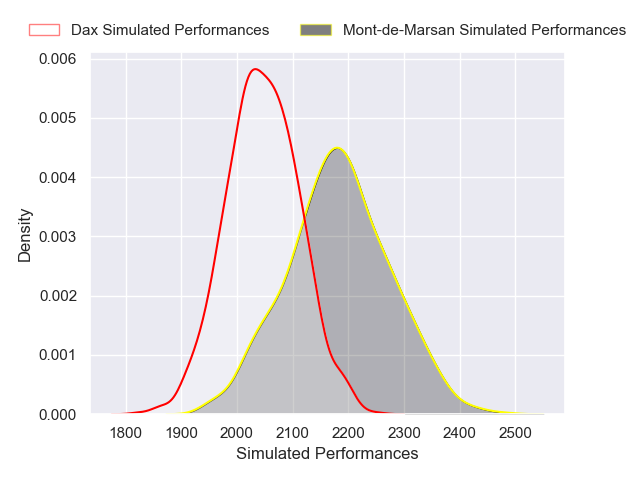 Dax Simulated Performances
Mont-de-Marsan Simulated Performances
0.006
0.005
0.004
0.003
0.002
0.001
0.000
Density
1800 1900 2000 2100 2200 2300 2400 2500
Simulated Performances